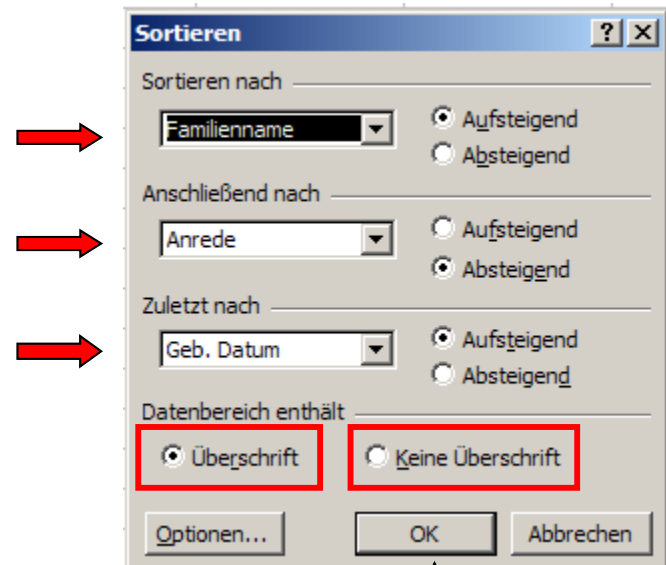 Sortieren
Sortieren nach
Familienname
Aufsteigend
Absteigend
Anschließend nach
Anrede
Aufsteigend
Absteigend
Zuletzt nach
Geb. Datum
Aufsteigend
Absteigend
Datenbereich enthält
Überschrift
Keine Überschrift
Optionen...
OK
Abbrechen